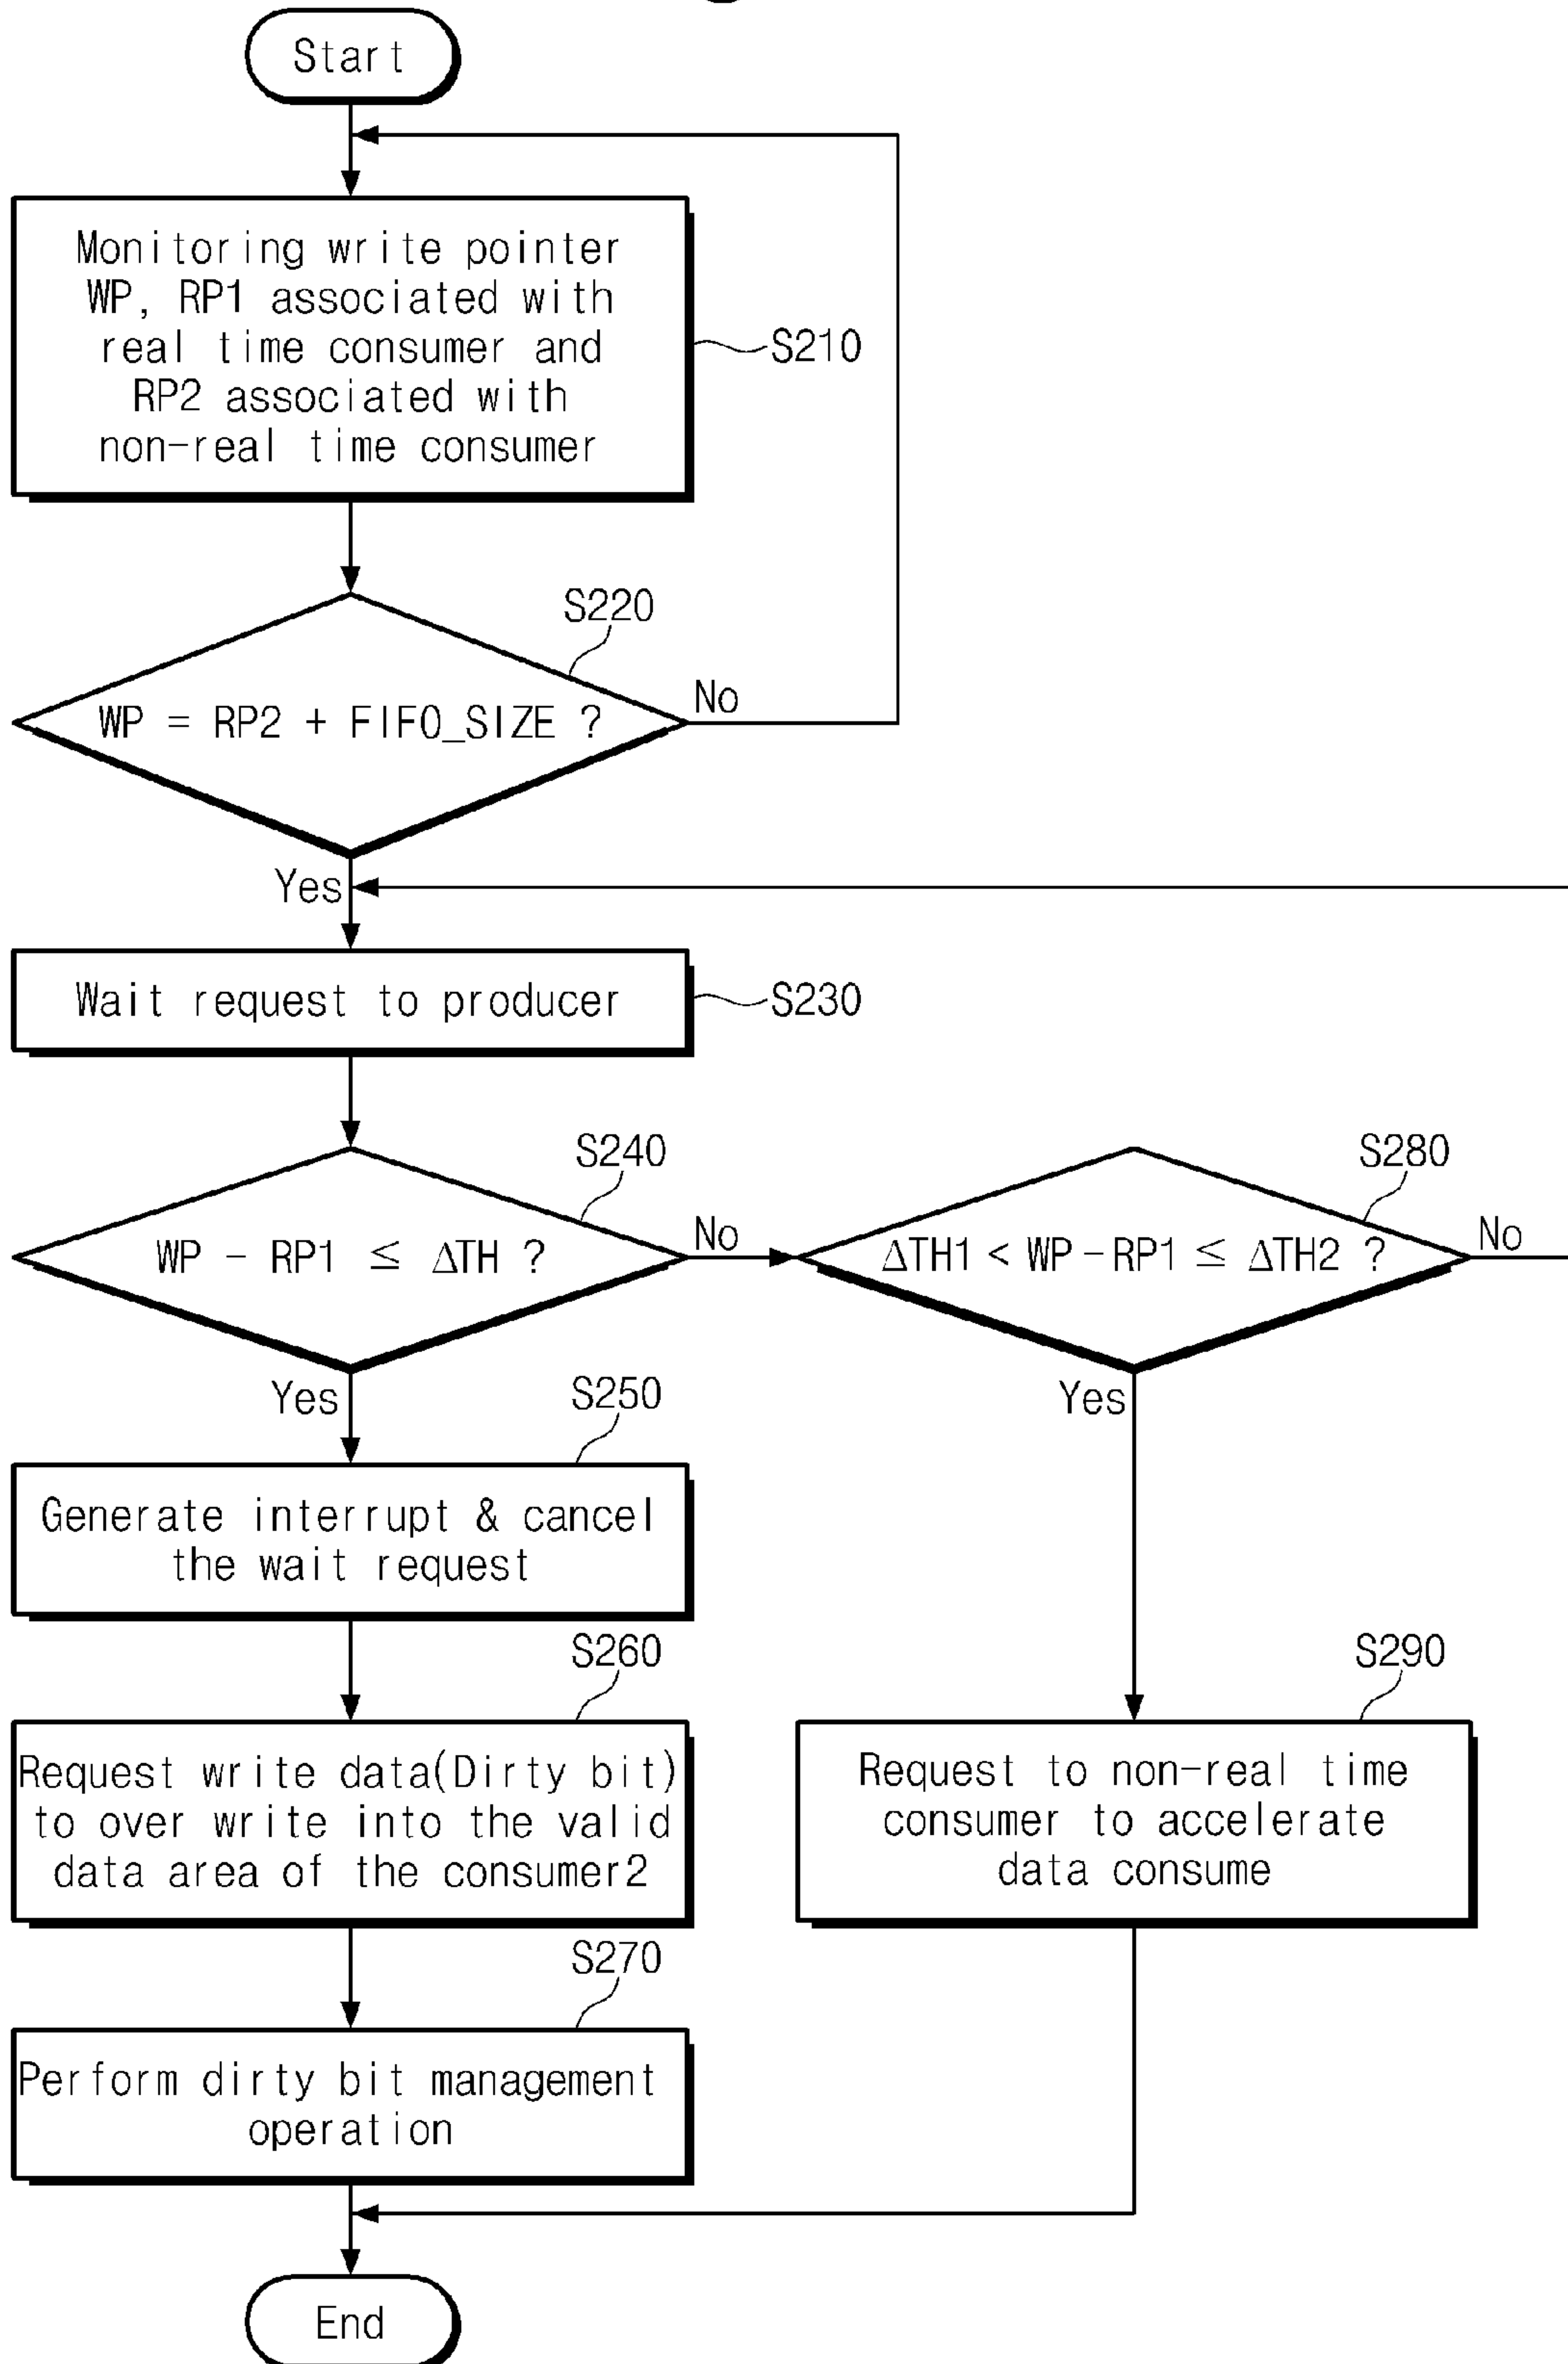 Start
Monitoring write pointer
WP, RP1 associated with
real time consumer and
RP2 associated with
non-real time consumer
S210
S220
WP = RP2 + FIFO_SIZE ?
No
Yes
Wait request to producer
S230
S240
WP - RP1 ≤ ΔTH ?
No
S280
ΔTH1 < WP-RP1 ≤ ΔTH2 ?
No
Yes
Yes
S250
Generate interrupt & cancel
the wait request
S260
Request write data(Dirty bit)
to over write into the valid
data area of the consumer2
S290
Request to non-real time
consumer to accelerate
data consume
S270
Perform dirty bit management
operation
End